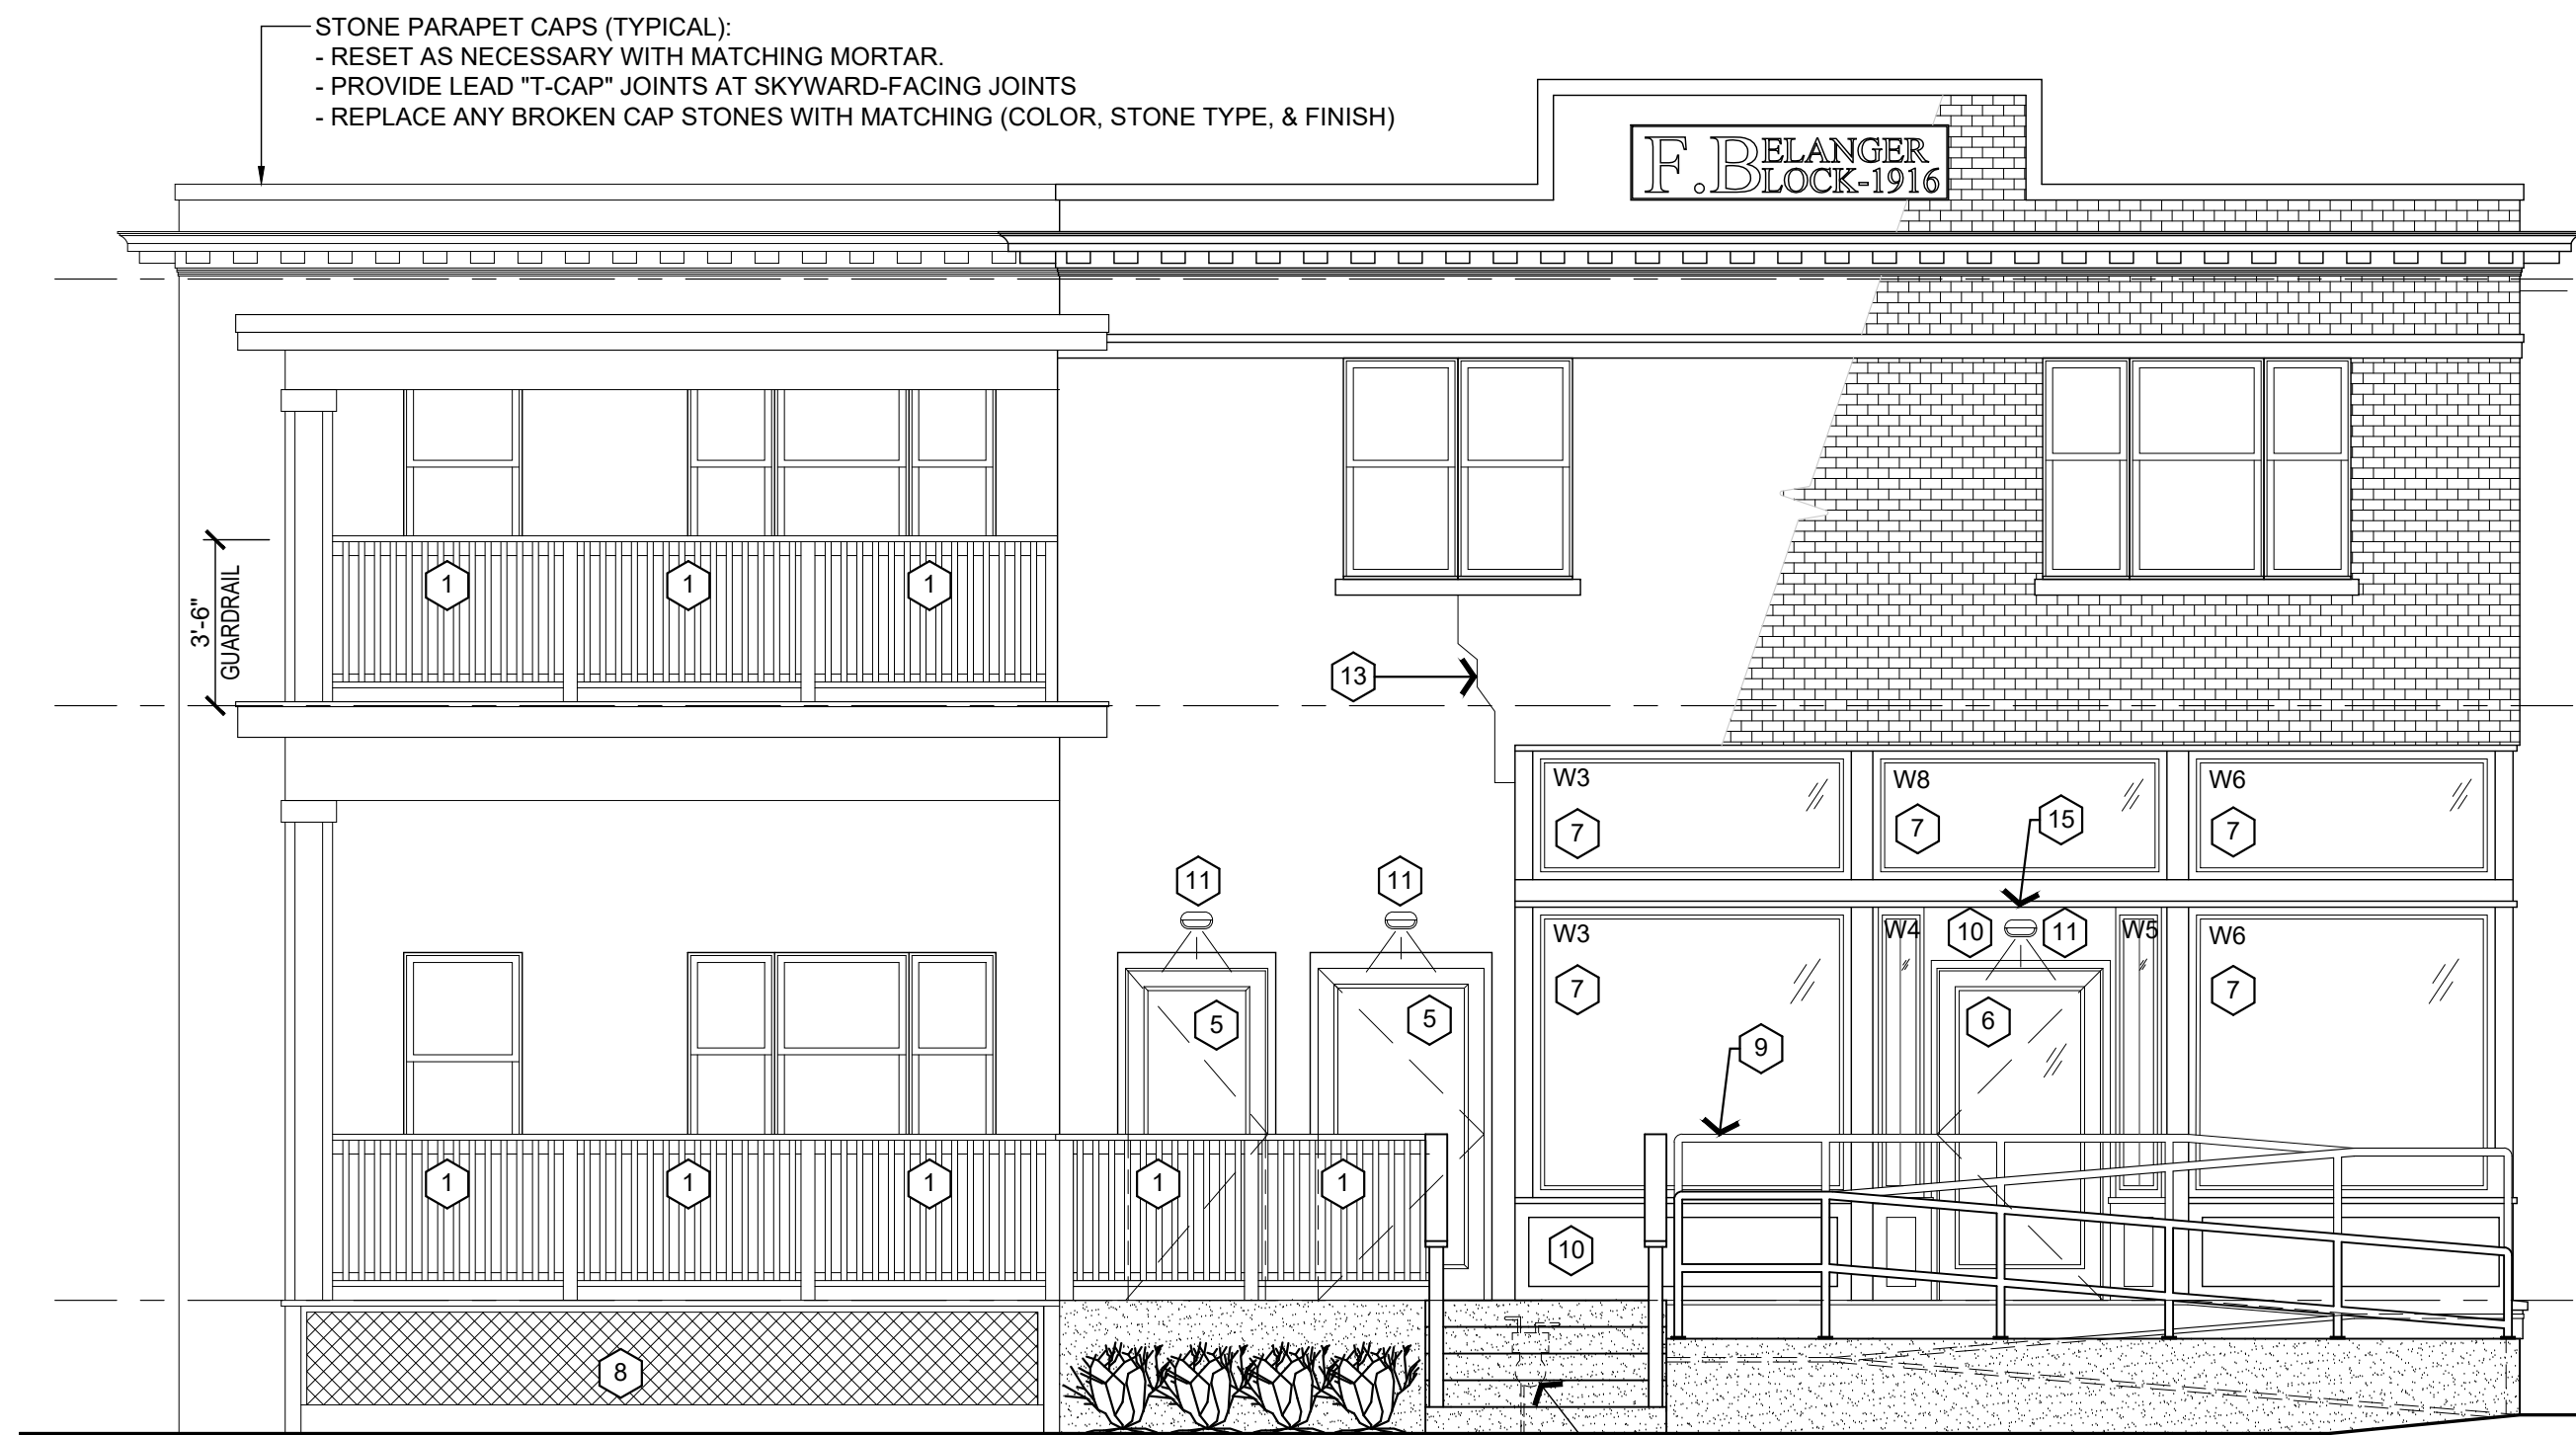 STONE PARAPET CAPS (TYPICAL):
- RESET AS NECESSARY WITH MATCHING MORTAR.
- PROVIDE LEAD "T-CAP" JOINTS AT SKYWARD-FACING JOINTS
- REPLACE ANY BROKEN CAP STONES WITH MATCHING (COLOR, STONE TYPE, & FINISH)
F.BELANGER
BLOCK-1916
1 1 1
3'-6"
GUARDRAIL
13
W3 W8 W6
7 7 15 7
11 11
W3 W4 10 11 W5 W6
7 7
5 5 6
9
1 1 1 1 1
10
8